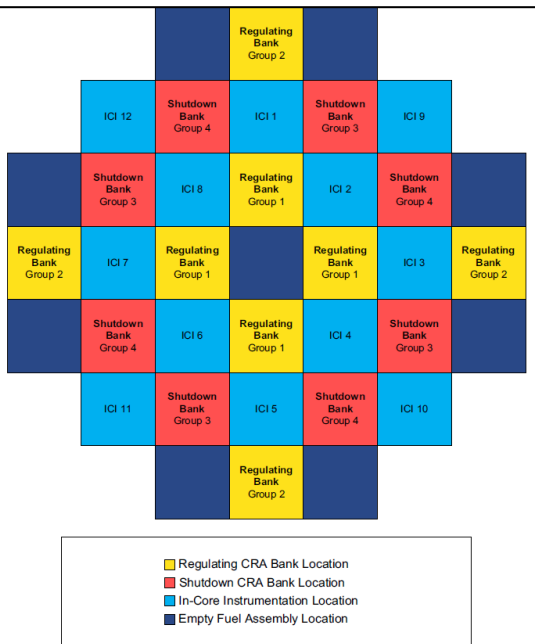 Regulating
Bank
Group 2
ICI 12
Shutdown
Bank
Group 4
ICI 1
Shutdown
Bank
Group 3
ICI 9
Shutdown
Bank
Group 3
ICI 8
Regulating
Bank
Group 1
ICI 2
Shutdown
Bank
Group 4
Regulating
Bank
Group 2
ICI 7
Regulating
Bank
Group 1
Regulating
Bank
Group 1
ICI 3
Regulating
Bank
Group 2
Shutdown
Bank
Group 4
ICI 6
Regulating
Bank
Group 1
ICI 4
Shutdown
Bank
Group 3
ICI 11
Shutdown
Bank
Group 3
ICI 5
Shutdown
Bank
Group 4
ICI 10
Regulating
Bank
Group 2
Regulating CRA Bank Location
Shutdown CRA Bank Location
In-Core Instrumentation Location
Empty Fuel Assembly Location